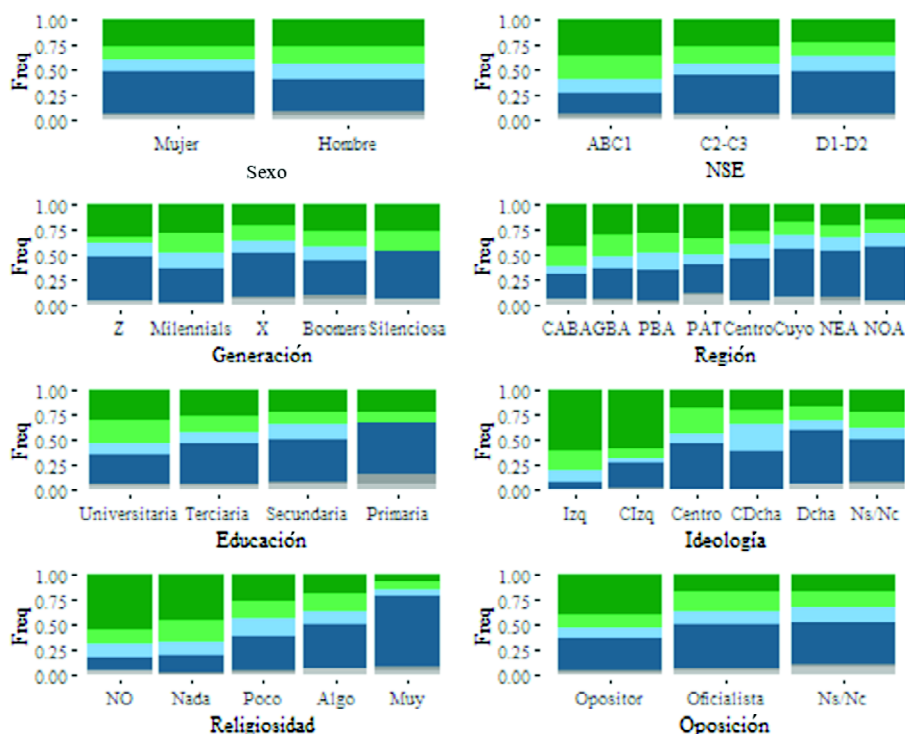 1.00
0.75
0.50
0.25
0.00
Freq
Mujer Hombre
Sexo
1.00
0.75
0.50
0.25
0.00
Freq
ABC1 C2-C3 D1-D2
NSE
1.00
0.75
0.50
0.25
0.00
Freq
Z Milennials X Boomers Silenciosa
Generación
1.00
0.75
0.50
0.25
0.00
Freq
CABA GBA PBA PAT Centro Cuyo NEA NOA
Región
1.00
0.75
0.50
0.25
0.00
Freq
Universitaria Terciaria Secundaria Primaria
Educación
1.00
0.75
0.50
0.25
0.00
Freq
Izq CIzq Centro CDcha Dcha Ns/Nc
Ideología
1.00
0.75
0.50
0.25
0.00
Freq
NO Nada Poco Algo Muy
Religiosidad
1.00
0.75
0.50
0.25
0.00
Freq
Opositor Oficialista Ns/Nc
Oposición